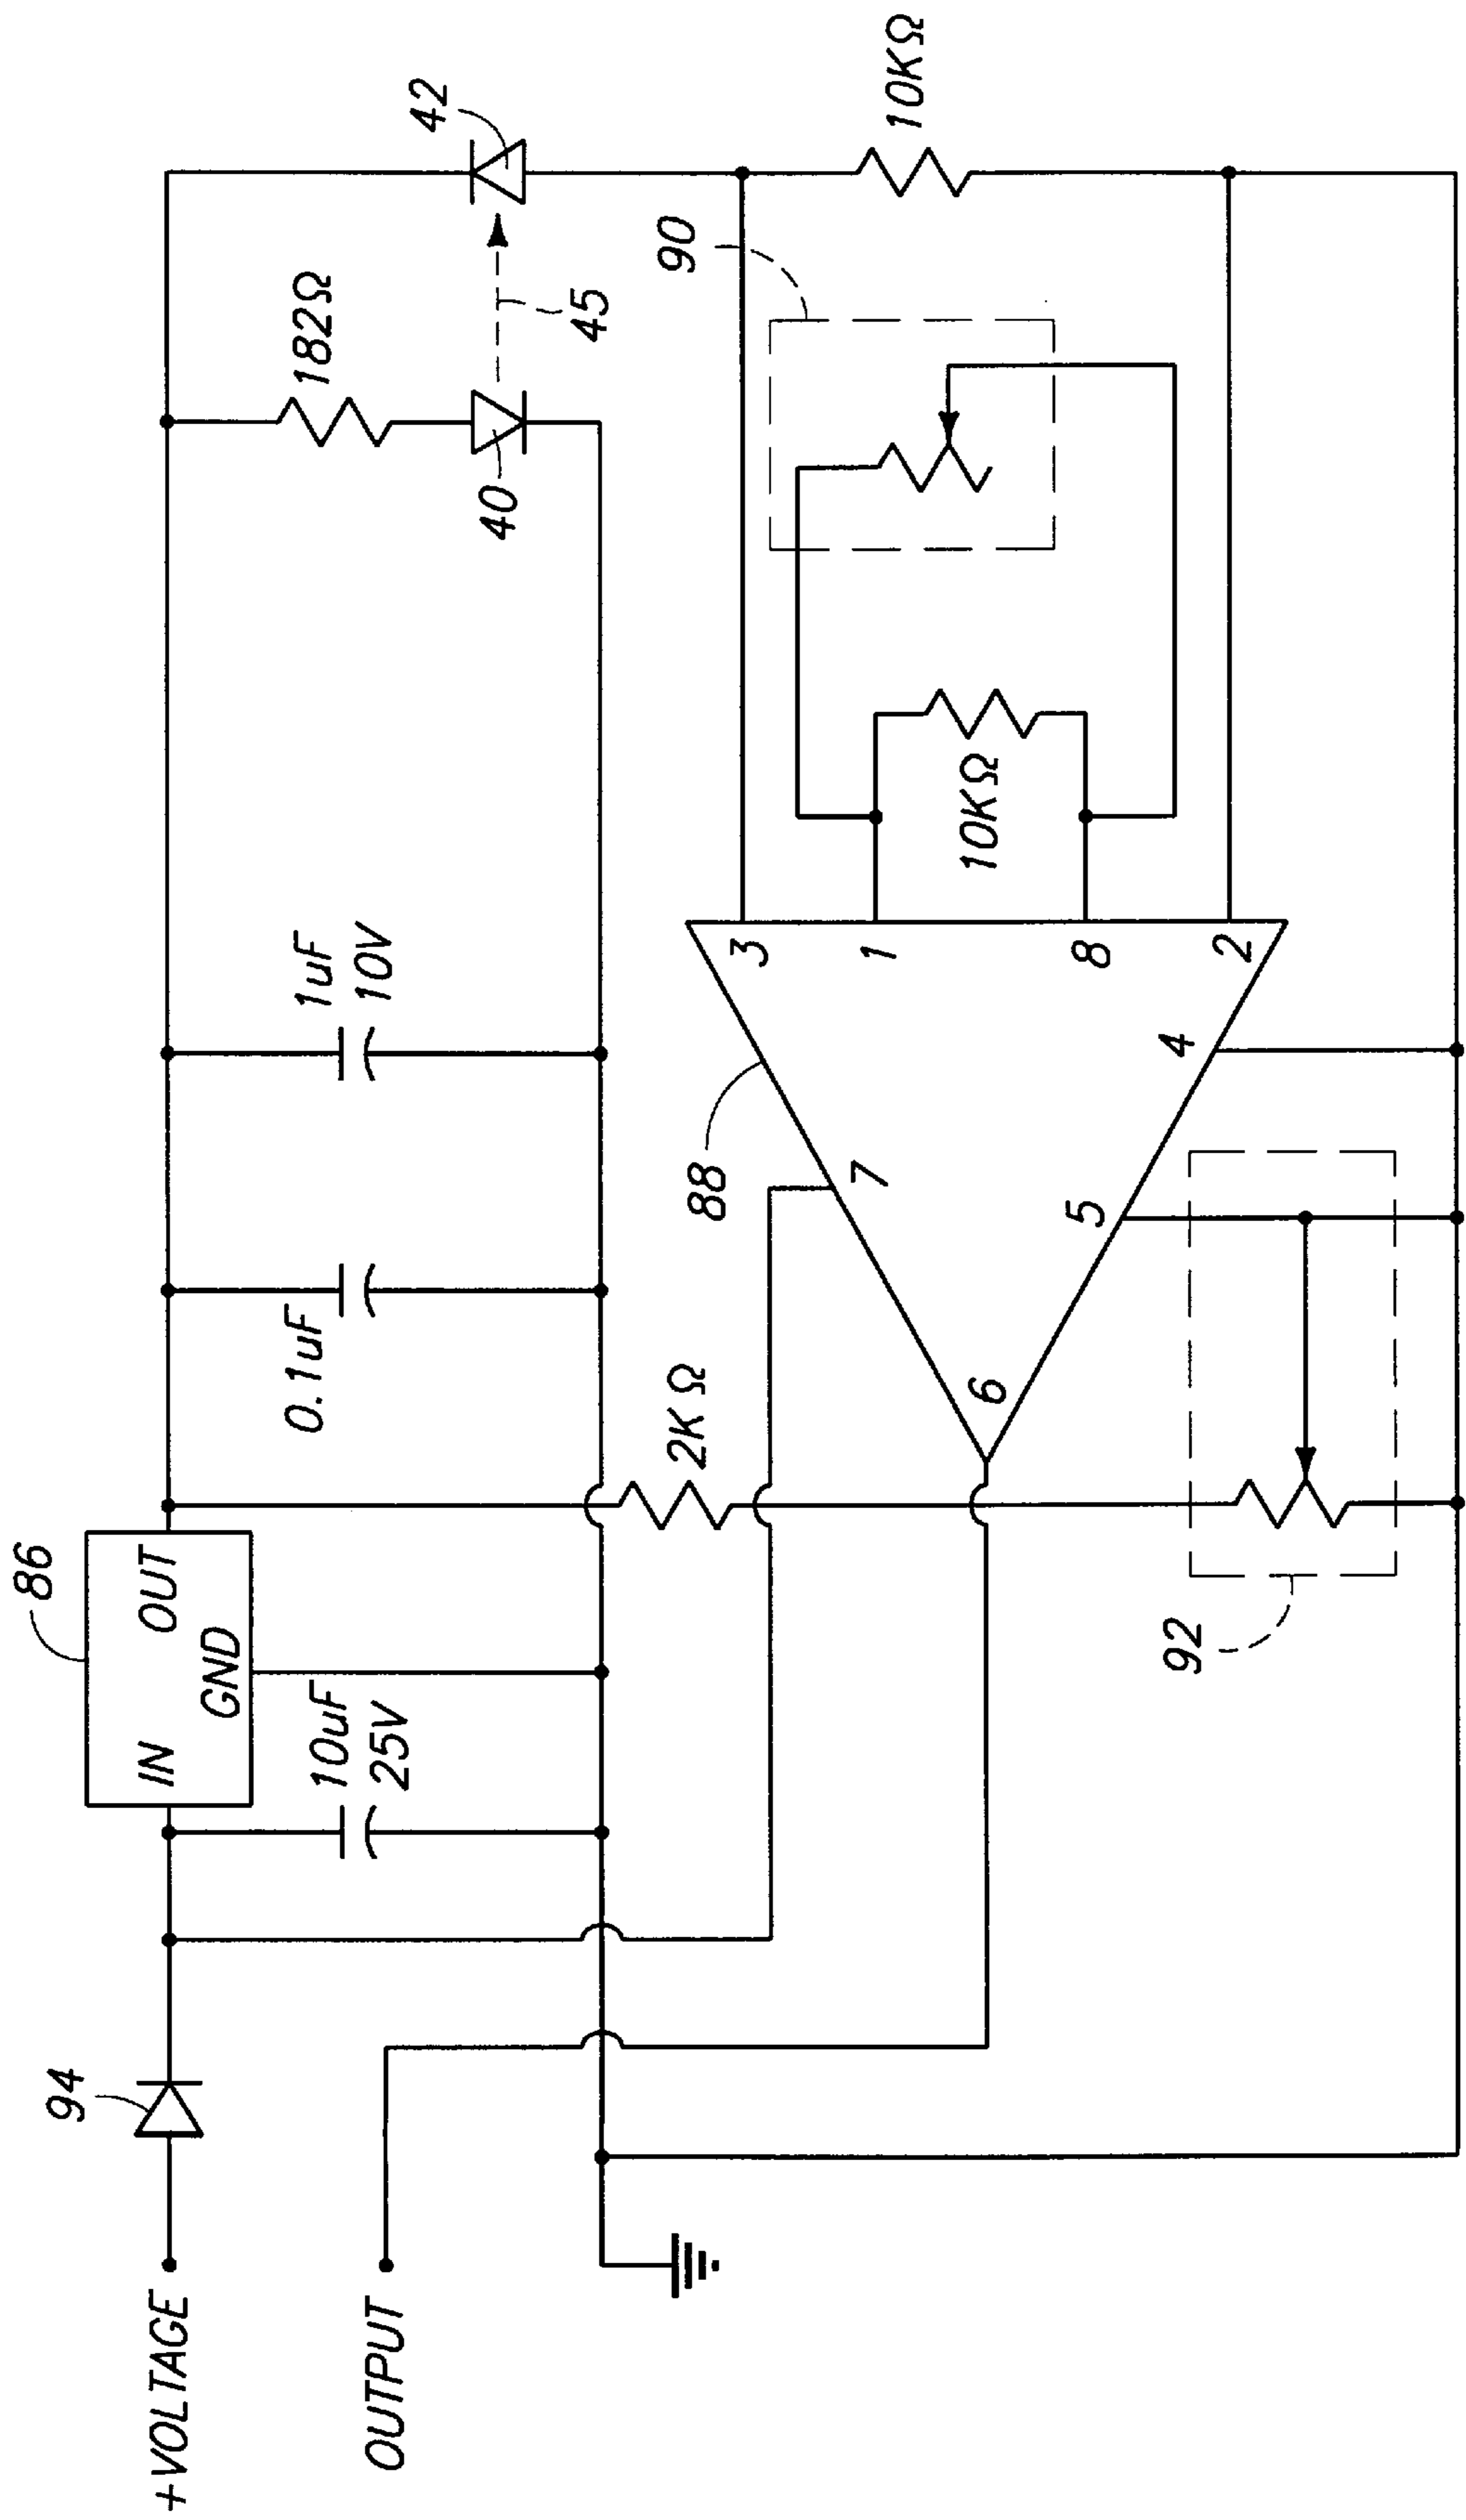 +VOLTAGE
OUTPUT
94
86
IN
OUT
GND
10uF
25V
0.1uF
1uF
10V
182Ω
40
45
42
2KΩ
88
7
6
5
4
3
1
8
2
10KΩ
90
10KΩ
92